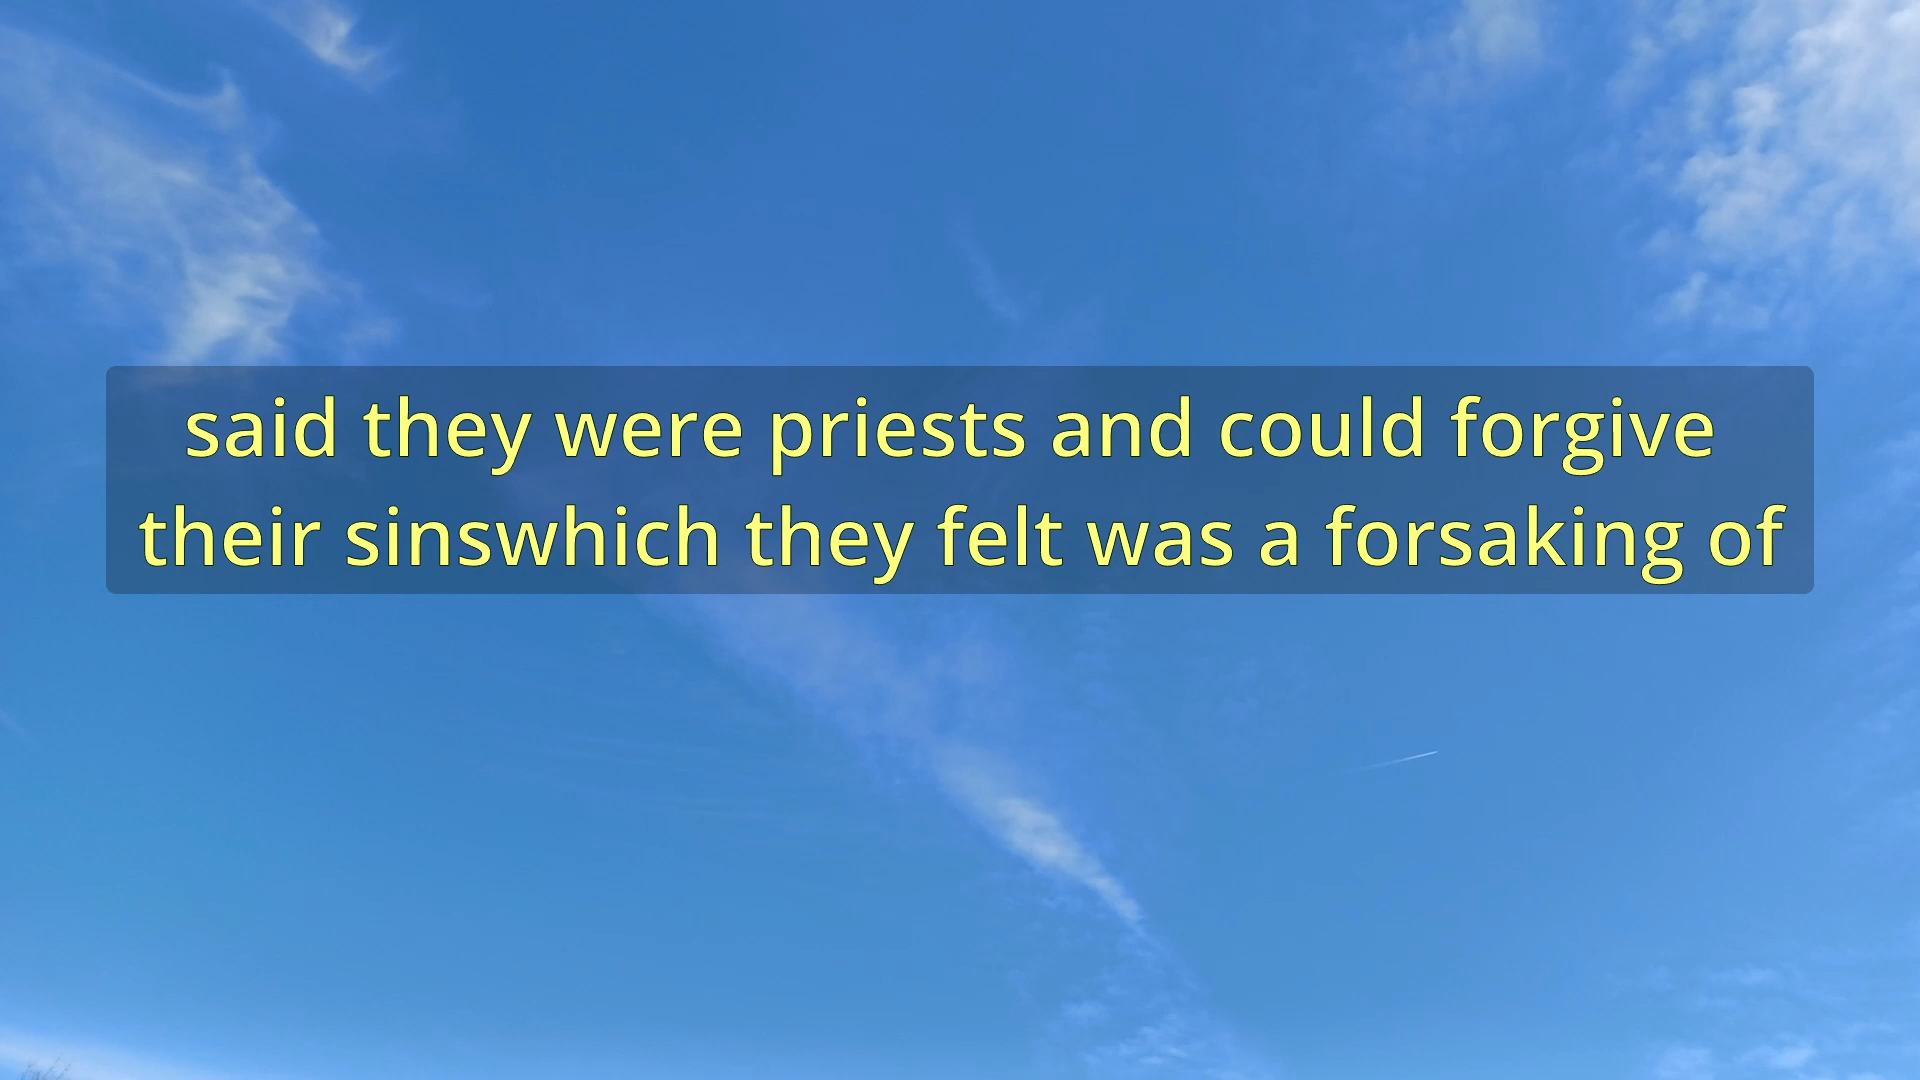 said they were priests and could forgive
their sinswhich they felt was a forsaking of